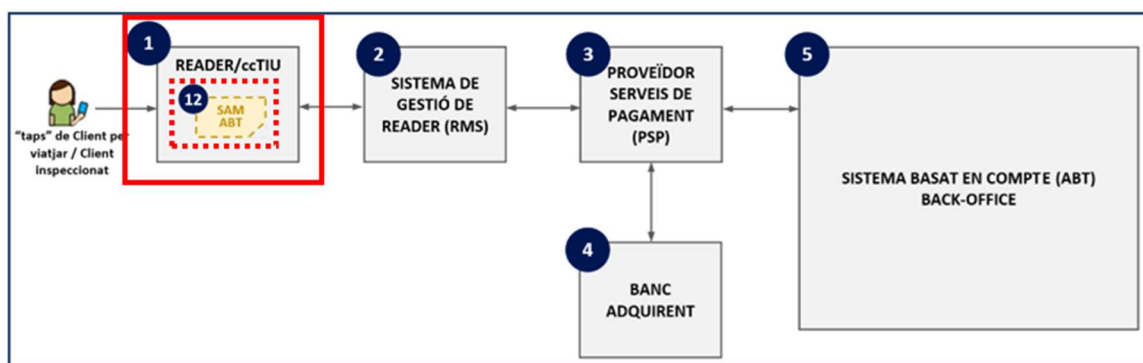 1
READER/ccTIU
12
SAM
ABT
"taps" de Client per
viatjar / Client
inspeccionat
2
SISTEMA DE
GESTIÓ DE
READER (RMS)
3
PROVEÏDOR
SERVEIS DE
PAGAMENT
(PSP)
4
BANC
ADQUIRENT
5
SISTEMA BASAT EN COMPTE (ABT)
BACK-OFFICE